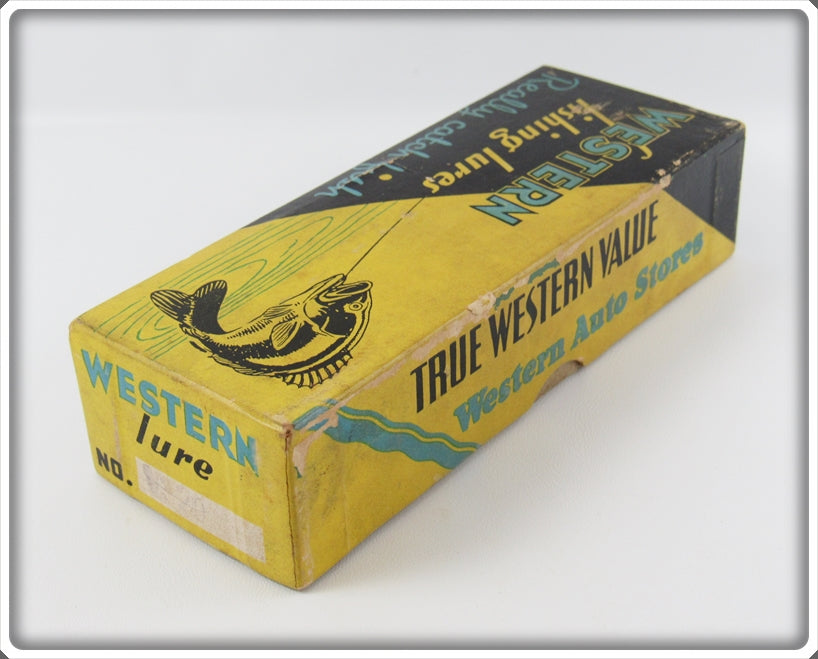 WESTERN
fishing lures
Really catch fish
TRUE WESTERN VALUE
Western Auto Stores
WESTERN
lure
NO.